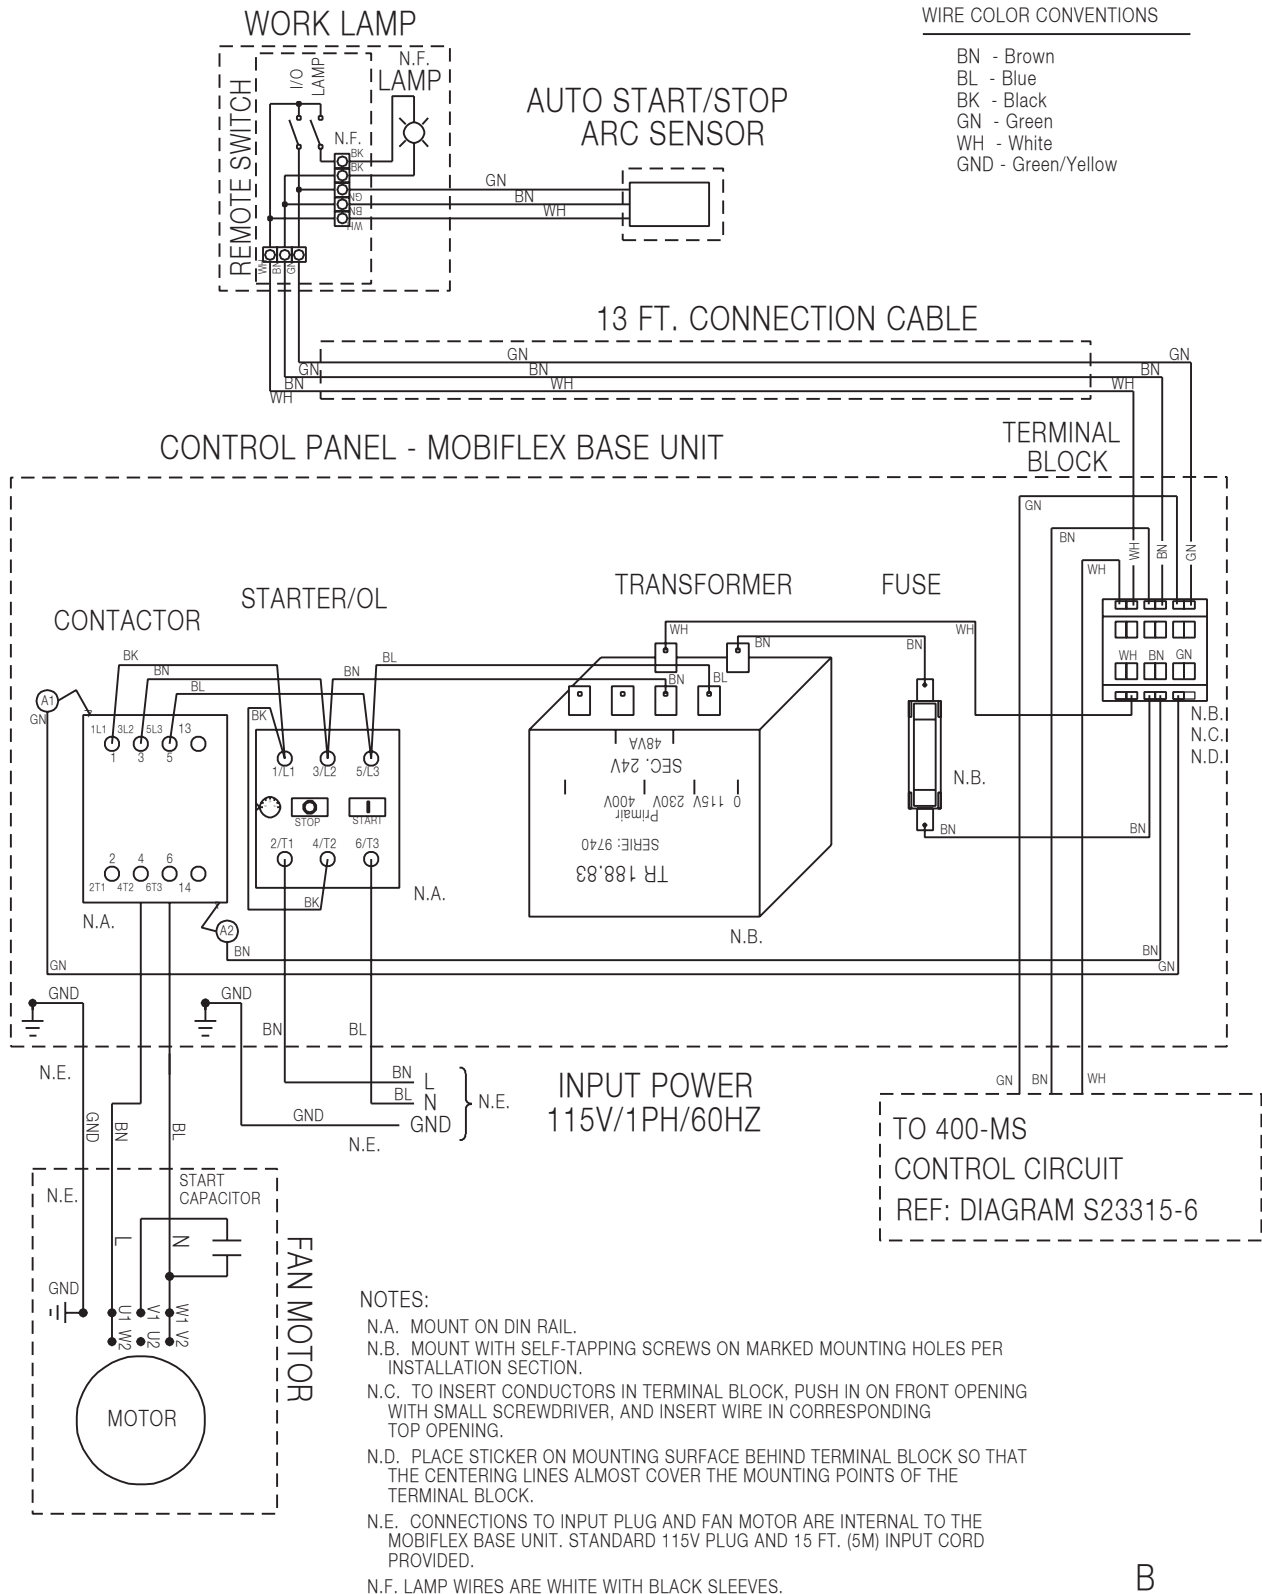 WORK LAMP
WIRE COLOR CONVENTIONS
BN - Brown
BL - Blue
BK - Black
GN - Green
WH - White
GND - Green/Yellow
REMOTE SWITCH
I/O
LAMP
N.F.
LAMP
N.F.
BK
BK
GN
BN
WH
AUTO START/STOP
ARC SENSOR
GN
BN
WH
WH
BN
GN
13 FT. CONNECTION CABLE
GN
BN
WH
GN
BN
WH
GN
BN
WH
CONTROL PANEL - MOBIFLEX BASE UNIT
TERMINAL
BLOCK
GN
BN
WH
WH
BN
GN
CONTACTOR
STARTER/OL
TRANSFORMER
FUSE
BK
BN
BL
BN
BL
WH
BN
BN
WH
BN
BL
WH BN GN
N.B.
N.C.
N.D.
A1
GN
1L1 3L2 5L3 13
1 3 5
2 4 6
2T1 4T2 6T3 14
N.A.
A2
BN
GN
BK
1/L1 3/L2 5/L3
STOP
START
2/T1 4/T2 6/T3
BK
N.A.
48VA
SEC. 24V
0 115V 230V 400V
Primair
SERIE: 9740
TR 188.83
N.B.
N.B.
BN
BN
BN
GN
GND
GND
BN
BL
N.E.
BN L
BL N
GND GND
N.E.
N.E.
INPUT POWER
115V/1PH/60HZ
GN BN WH
TO 400-MS
CONTROL CIRCUIT
REF: DIAGRAM S23315-6
GND
BN
BL
N.E.
START
CAPACITOR
L
N
GND
U1 V1 W1
W2 U2 V2
MOTOR
FAN MOTOR
NOTES:
N.A. MOUNT ON DIN RAIL.
N.B. MOUNT WITH SELF-TAPPING SCREWS ON MARKED MOUNTING HOLES PER
INSTALLATION SECTION.
N.C. TO INSERT CONDUCTORS IN TERMINAL BLOCK, PUSH IN ON FRONT OPENING
WITH SMALL SCREWDRIVER, AND INSERT WIRE IN CORRESPONDING
TOP OPENING.
N.D. PLACE STICKER ON MOUNTING SURFACE BEHIND TERMINAL BLOCK SO THAT
THE CENTERING LINES ALMOST COVER THE MOUNTING POINTS OF THE
TERMINAL BLOCK.
N.E. CONNECTIONS TO INPUT PLUG AND FAN MOTOR ARE INTERNAL TO THE
MOBIFLEX BASE UNIT. STANDARD 115V PLUG AND 15 FT. (5M) INPUT CORD
PROVIDED.
N.F. LAMP WIRES ARE WHITE WITH BLACK SLEEVES.
B